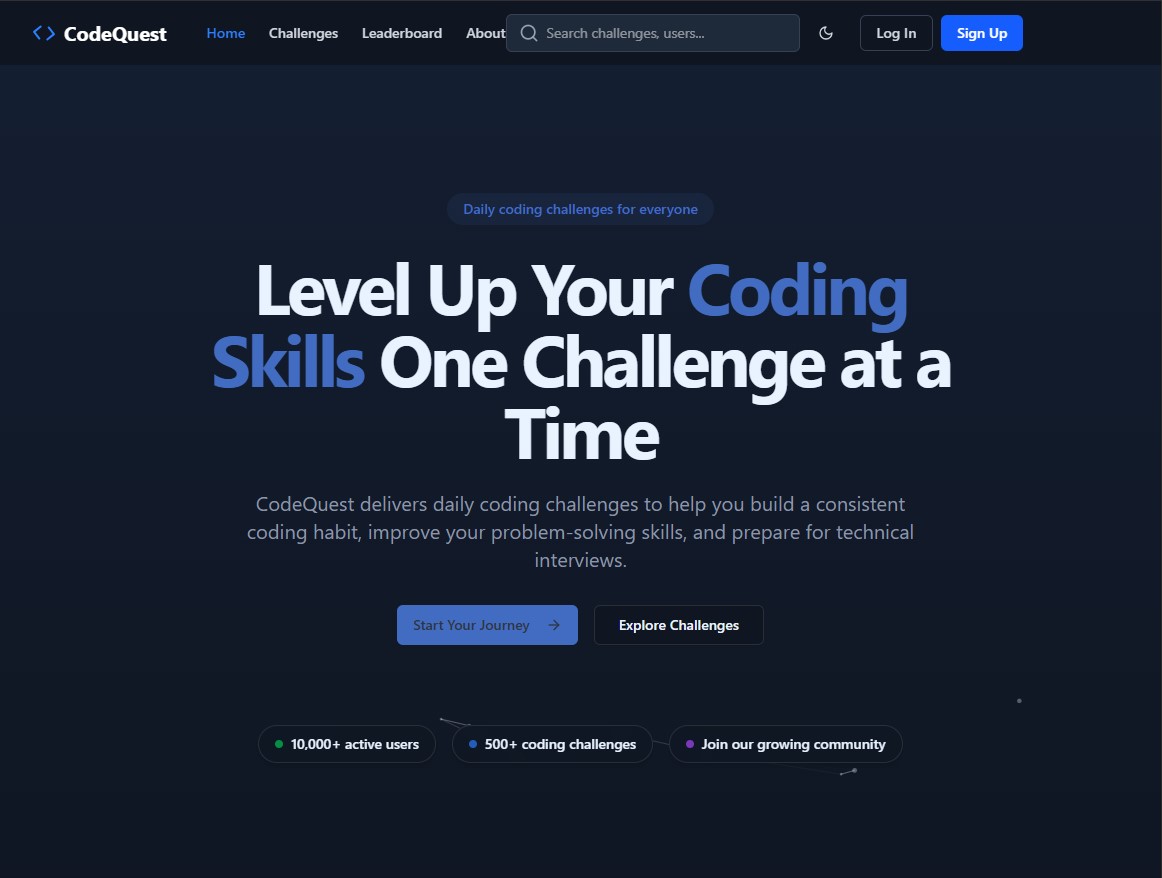 CodeQuest
Home
Challenges
Leaderboard
About
Search challenges, users...
Log In
Sign Up
Daily coding challenges for everyone
Level Up Your Coding
Skills One Challenge at a
Time
CodeQuest delivers daily coding challenges to help you build a consistent
coding habit, improve your problem-solving skills, and prepare for technical
interviews.
Start Your Journey
Explore Challenges
10,000+ active users
500+ coding challenges
Join our growing community